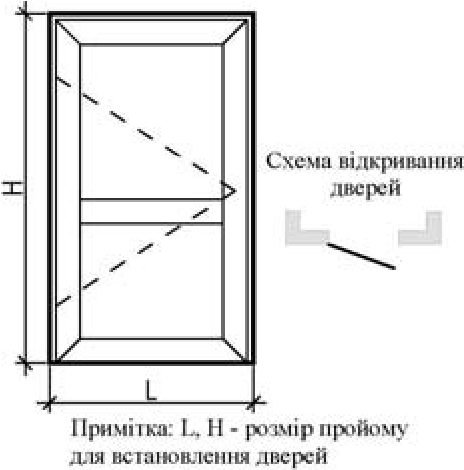 Схема відкривання
дверей
H
L
Примітка: L, H - розмір пройому
для встановлення дверей